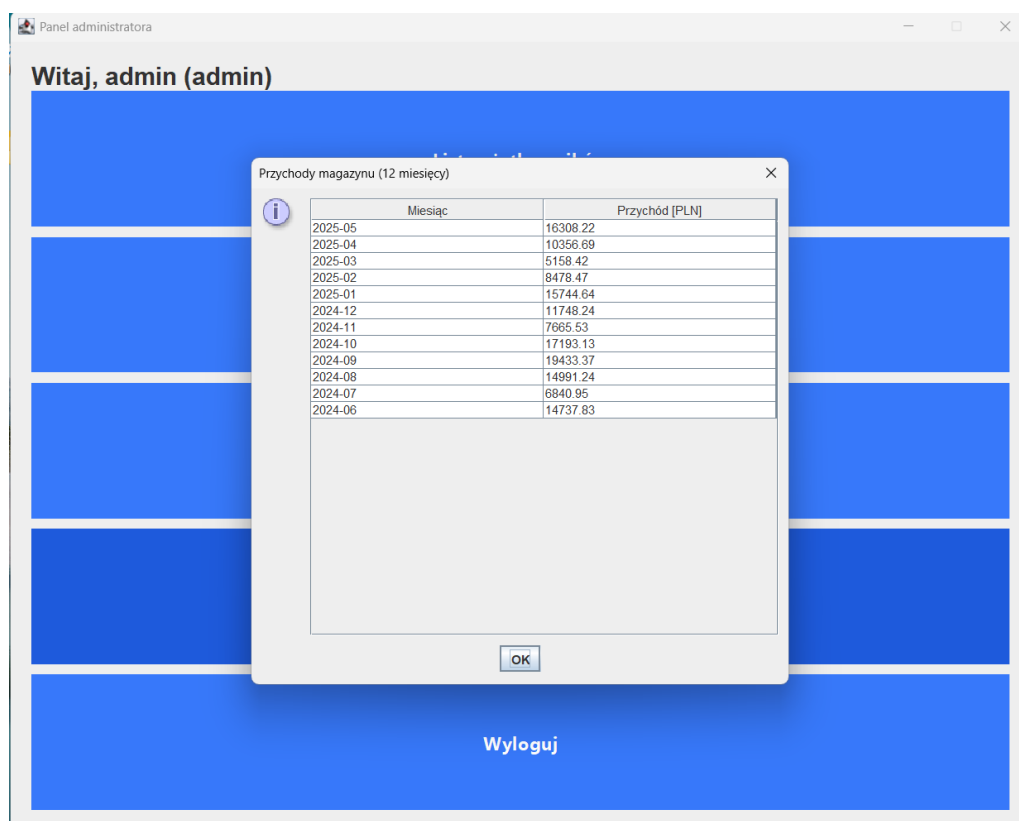 Panel administratora
Witaj, admin (admin)
Przychody magazynu (12 miesięcy)
Miesiąc Przychód [PLN]
2025-05 16308.22
2025-04 10356.69
2025-03 5158.42
2025-02 8478.47
2025-01 15744.64
2024-12 11748.24
2024-11 7665.53
2024-10 17193.13
2024-09 19433.37
2024-08 14991.24
2024-07 6840.95
2024-06 14737.83
OK
Wyloguj